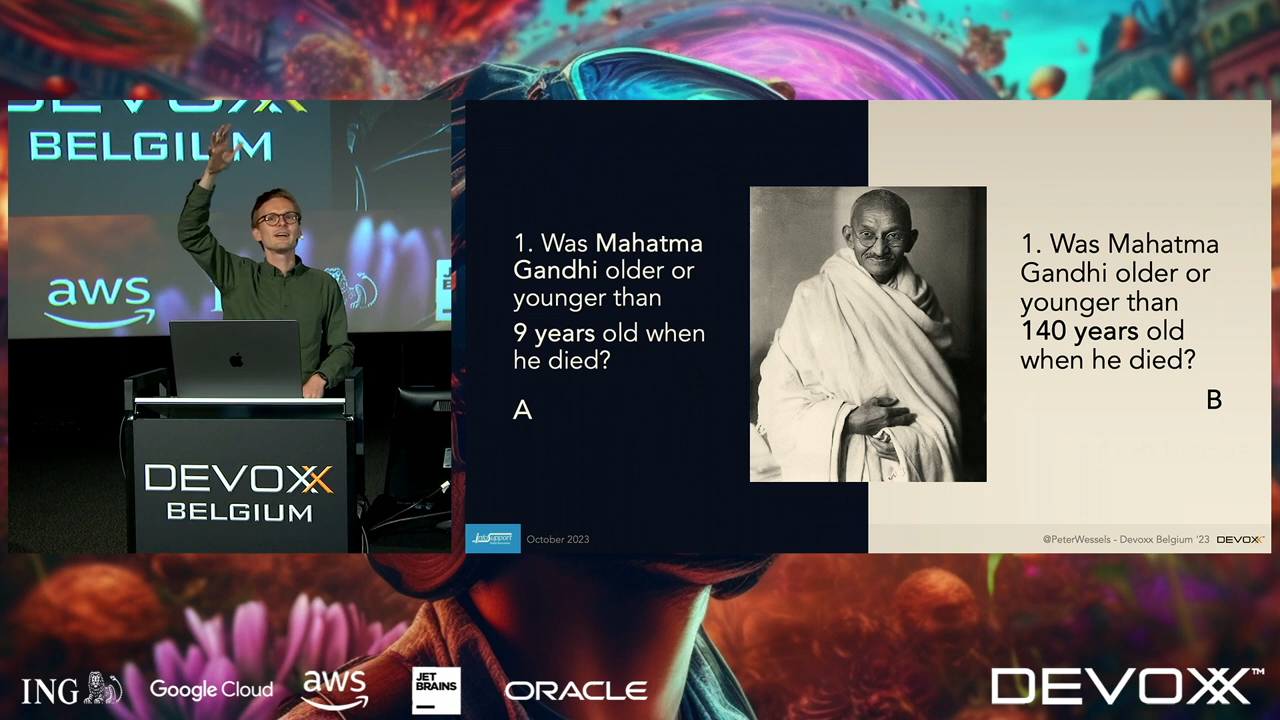 DEVOXX
BELGIUM
aws
DEVOXX
BELGIUM
1. Was Mahatma
Gandhi older or
younger than
9 years old when
he died?
A
1. Was Mahatma
Gandhi older or
younger than
140 years old
when he died?
B
October 2023
@PeterWessels - Devoxx Belgium '23
DEVOXX
ING
Google Cloud
aws
JET
BRAINS
ORACLE
DEVOXX™